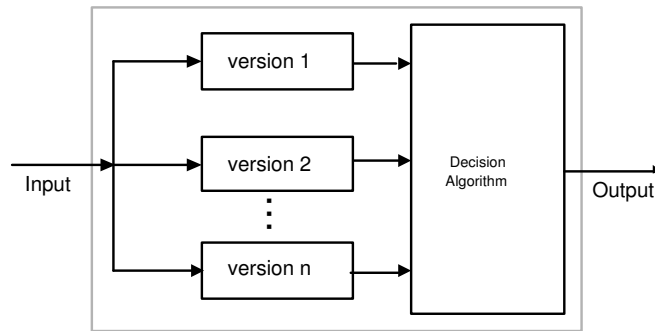 version 1
version 2
Decision
Algorithm
Input
Output
version n